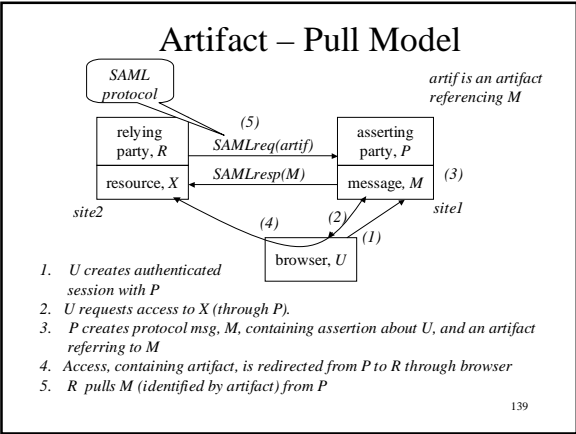 Artifact – Pull Model
SAML
protocol
artif is an artifact
referencing M
(5)
relying
party, R
SAMLreq(artif)
asserting
party, P
resource, X
SAMLresp(M)
message, M
(3)
site2
site1
(4)
(2)
(1)
browser, U
1. U creates authenticated
session with P
2. U requests access to X (through P).
3. P creates protocol msg, M, containing assertion about U, and an artifact
referring to M
4. Access, containing artifact, is redirected from P to R through browser
5. R pulls M (identified by artifact) from P
139